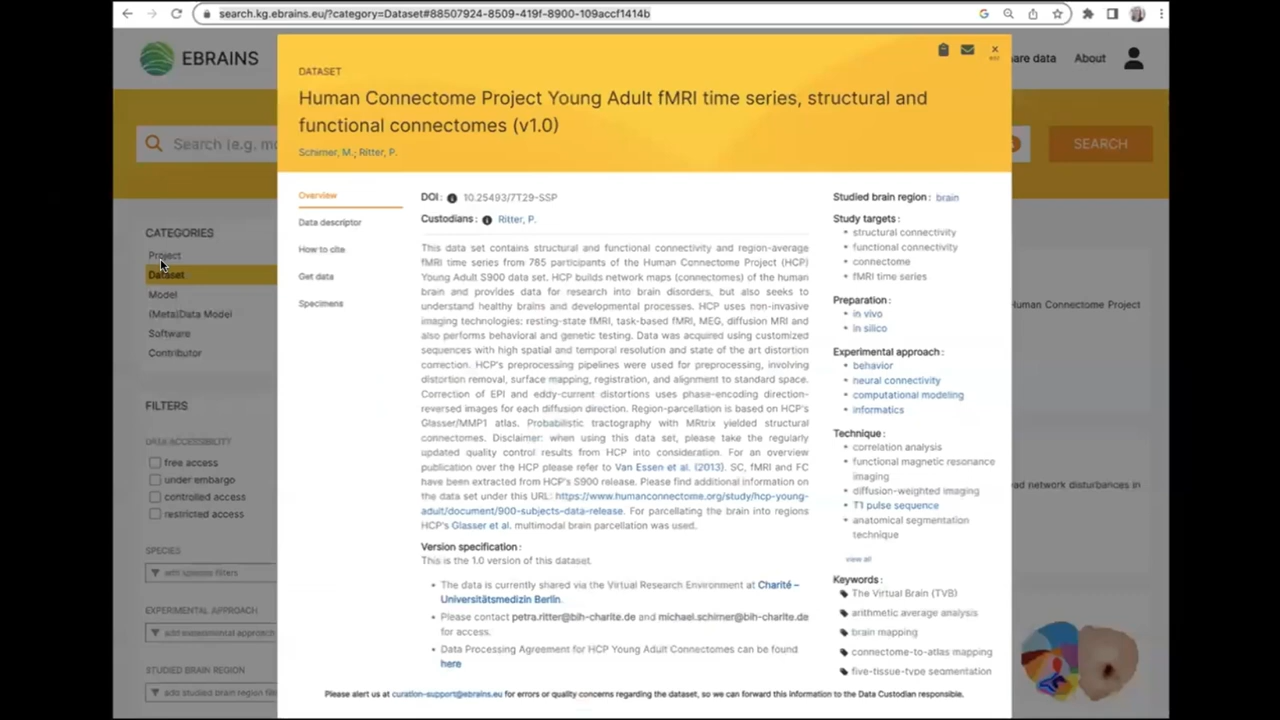 search.kg.ebrains.eu/?category=Dataset#88507924-8509-419f-8900-109accf1414b
EBRAINS
are data
About
DATASET
Human Connectome Project Young Adult fMRI time series, structural and
functional connectomes (v1.0)
Schirner, M.; Ritter, P.
Search (e.g. mo
SEARCH
CATEGORIES
Project
Dataset
Model
(Meta)Data Model
Software
Contributor
FILTERS
DATA ACCESSIBILITY
free access
under embargo
controlled access
restricted access
SPECIES
add species filters
EXPERIMENTAL APPROACH
add experimental approach
STUDIED BRAIN REGION
add studied brain region filt
Overview
Data descriptor
How to cite
Get data
Specimens
DOI : 10.25493/7T29-SSP
Custodians : Ritter, P.
This data set contains structural and functional connectivity and region-average
fMRI time series from 785 participants of the Human Connectome Project (HCP)
Young Adult S900 data set. HCP builds network maps (connectomes) of the human
brain and provides data for research into brain disorders, but also seeks to
understand healthy brains and developmental processes. HCP uses non-invasive
imaging technologies: resting-state fMRI, task-based fMRI, MEG, diffusion MRI and
also performs behavioral and genetic testing. Data was acquired using customized
sequences with high spatial and temporal resolution and state of the art distortion
correction. HCP's preprocessing pipelines were used for preprocessing, involving
distortion removal, surface mapping, registration, and alignment to standard space.
Correction of EPI and eddy-current distortions uses phase-encoding direction-
reversed images for each diffusion direction. Region-parcellation is based on HCP's
Glasser/MMP1 atlas. Probabilistic tractography with MRtrix yielded structural
connectomes. Disclaimer: when using this data set, please take the regularly
updated quality control results from HCP into consideration. For an overview
publication over the HCP please refer to Van Essen et al. (2013). SC, fMRI and FC
have been extracted from HCP's S900 release. Please find additional information on
the data set under this URL: https://www.humanconnectome.org/study/hcp-young-
adult/document/900-subjects-data-release. For parcellating the brain into regions
HCP's Glasser et al. multimodal brain parcellation was used.
Version specification :
This is the 1.0 version of this dataset.
• The data is currently shared via the Virtual Research Environment at Charité –
Universitätsmedizin Berlin.
• Please contact petra.ritter@bih-charite.de and michael.schirner@bih-charite.de
for access.
• Data Processing Agreement for HCP Young Adult Connectomes can be found
here
Studied brain region : brain
Study targets :
• structural connectivity
• functional connectivity
• connectome
• fMRI time series
Preparation :
• in vivo
• in silico
Experimental approach :
• behavior
• neural connectivity
• computational modeling
• informatics
Technique :
• correlation analysis
• functional magnetic resonance
imaging
• diffusion-weighted imaging
• T1 pulse sequence
• anatomical segmentation
technique
view all
Keywords :
The Virtual Brain (TVB)
arithmetic average analysis
brain mapping
connectome-to-atlas mapping
five-tissue-type segmentation
Human Connectome Project
ad network disturbances in
Please alert us at curation-support@ebrains.eu for errors or quality concerns regarding the dataset, so we can forward this information to the Data Custodian responsible.